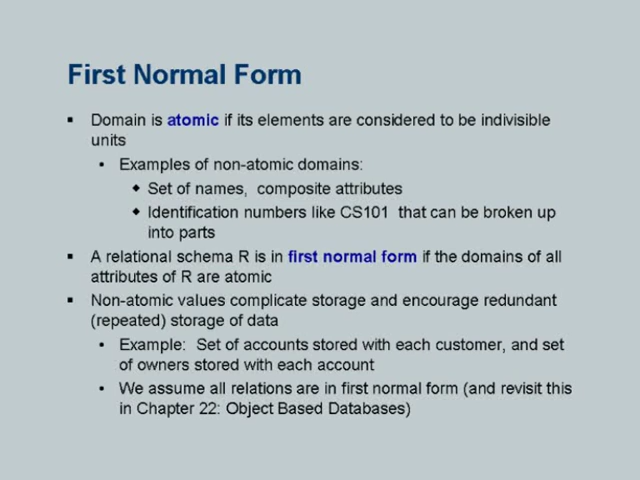 First Normal Form
▪ Domain is atomic if its elements are considered to be indivisible
units
• Examples of non-atomic domains:
◆ Set of names, composite attributes
◆ Identification numbers like CS101 that can be broken up
into parts
▪ A relational schema R is in first normal form if the domains of all
attributes of R are atomic
▪ Non-atomic values complicate storage and encourage redundant
(repeated) storage of data
• Example: Set of accounts stored with each customer, and set
of owners stored with each account
• We assume all relations are in first normal form (and revisit this
in Chapter 22: Object Based Databases)